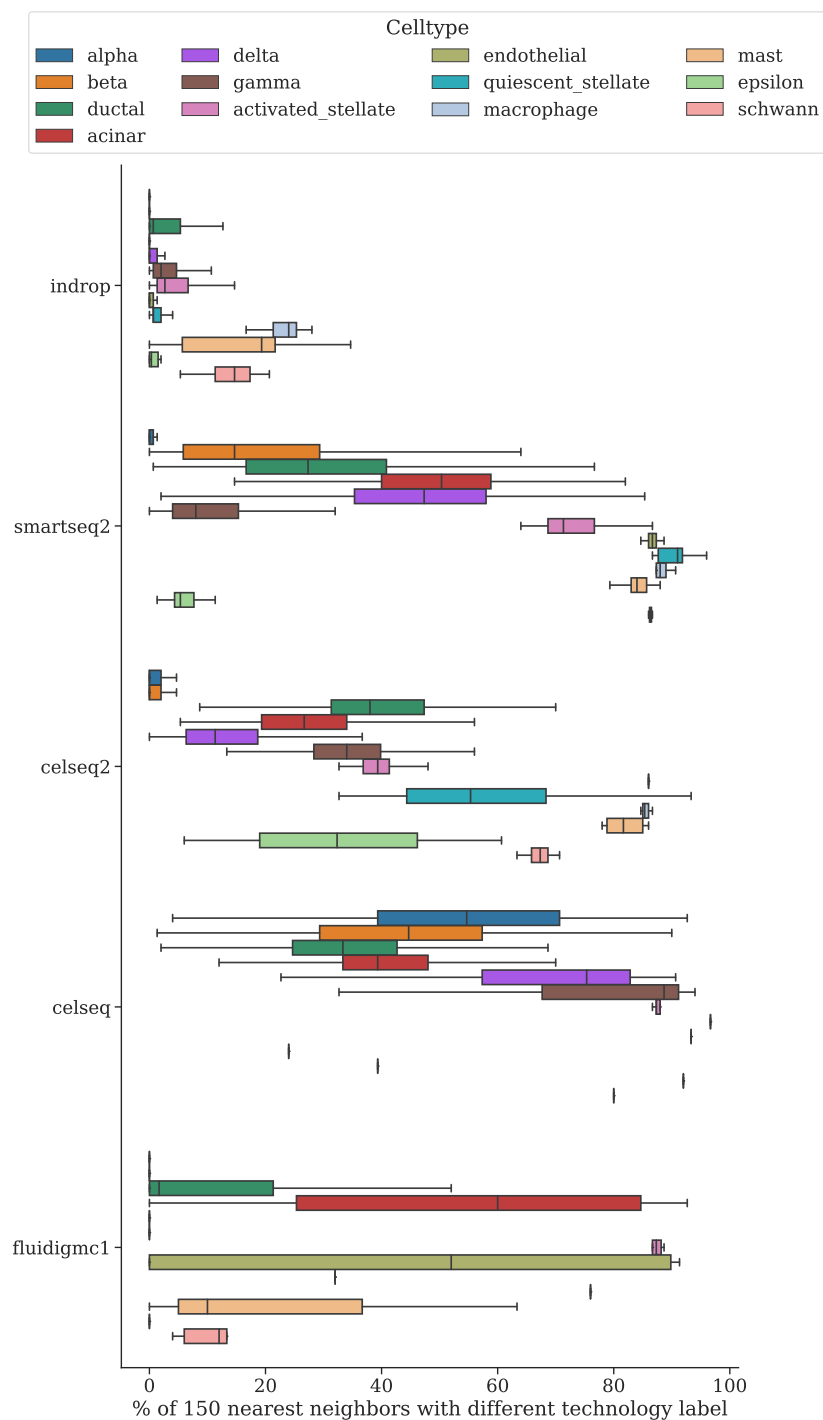 Celltype
alpha delta endothelial mast
beta gamma quiescent_stellate epsilon
ductal activated_stellate macrophage schwann
acinar
indrop
smartseq2
celseq2
celseq
fluidigmc1
0 20 40 60 80 100
% of 150 nearest neighbors with different technology label